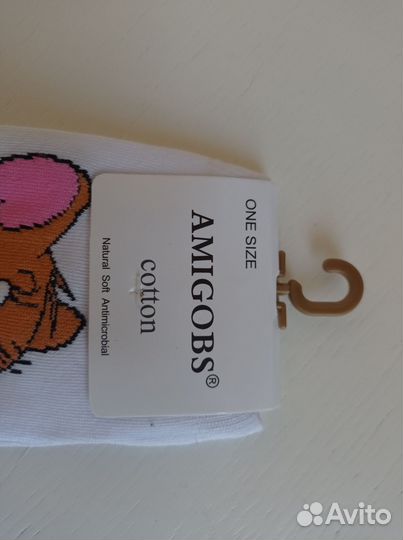 ONE SIZE
AMIGOBS®
cotton
Natural Soft Antimicrobial
Avito